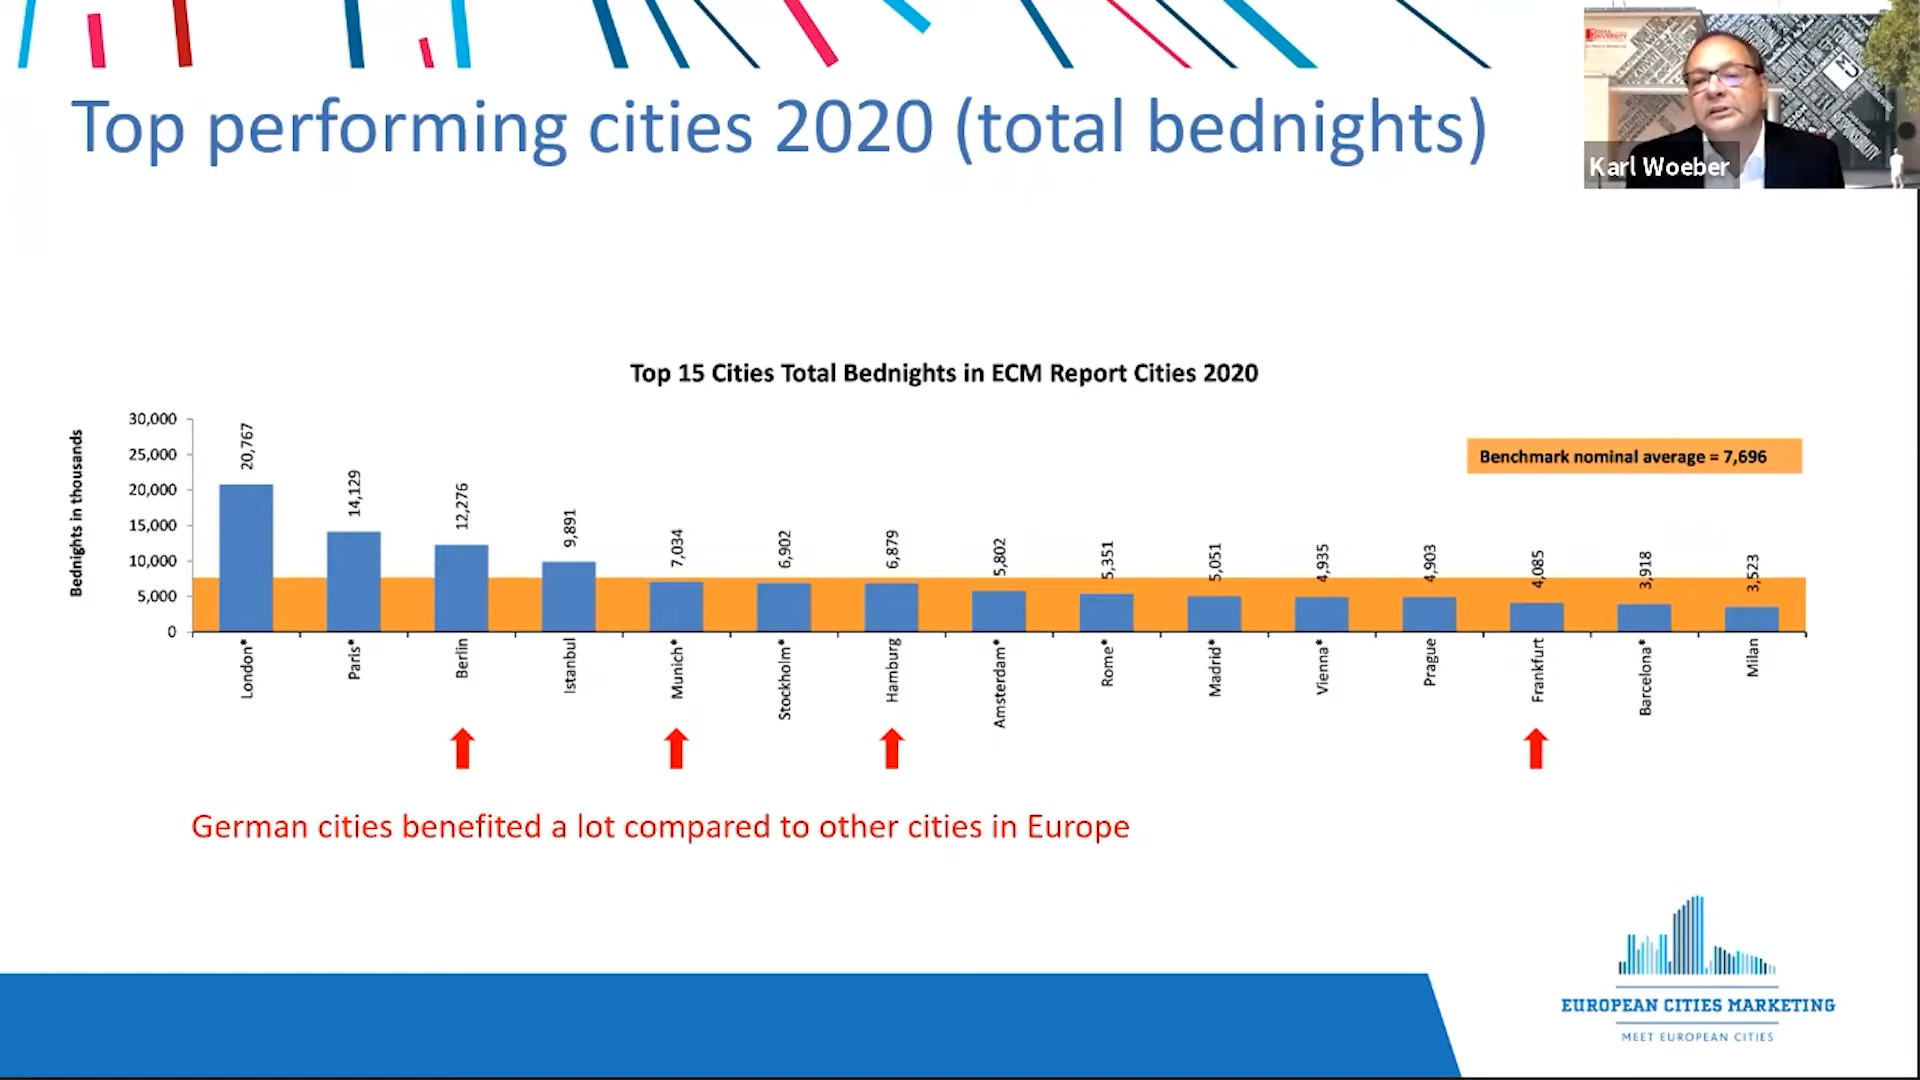 Top performing cities 2020 (total bednights)
Karl Woeber
Top 15 Cities Total Bednights in ECM Report Cities 2020
Bednights in thousands
30,000
25,000
20,000
15,000
10,000
5,000
0
20,767
14,129
12,276
9,891
7,034
6,902
6,879
5,802
5,351
5,051
4,935
4,903
4,085
3,918
3,523
Benchmark nominal average = 7,696
London*
Paris*
Berlin
Istanbul
Munich*
Stockholm*
Hamburg
Amsterdam*
Rome*
Madrid*
Vienna*
Prague
Frankfurt
Barcelona*
Milan
German cities benefited a lot compared to other cities in Europe
EUROPEAN CITIES MARKETING
MEET EUROPEAN CITIES